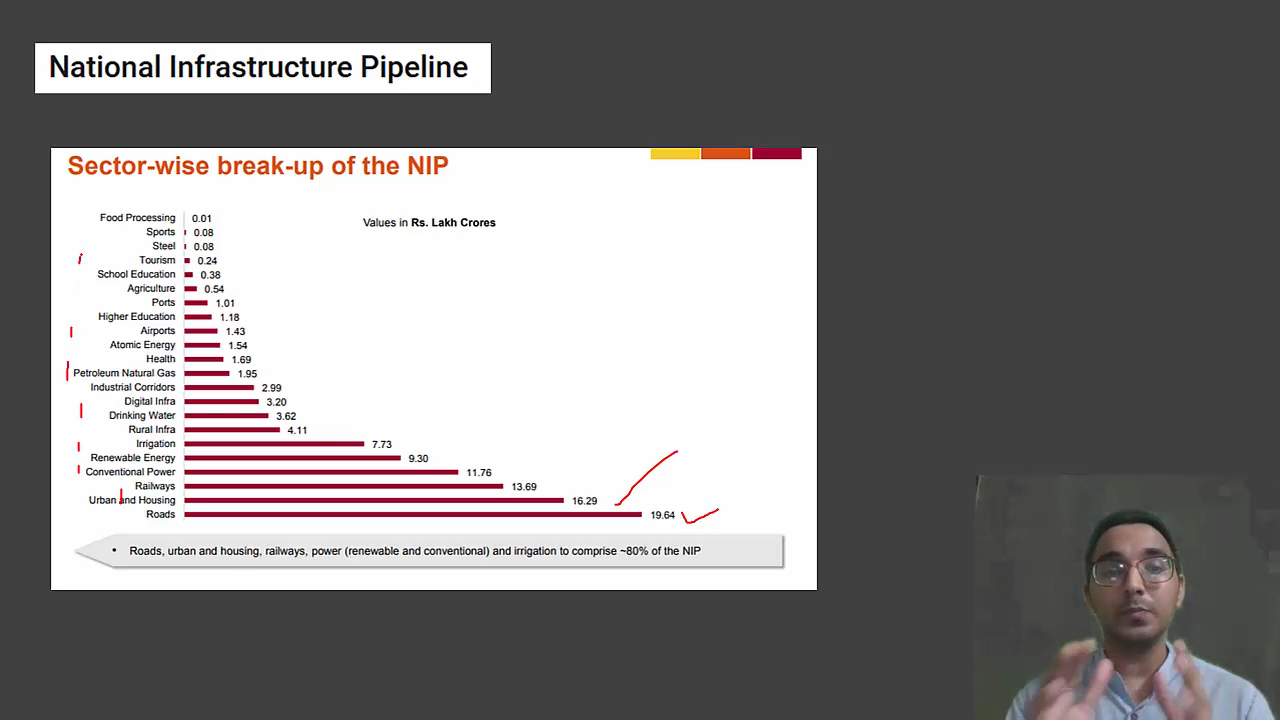 National Infrastructure Pipeline
Sector-wise break-up of the NIP
Values in Rs. Lakh Crores
Food Processing 0.01
Sports 0.08
Steel 0.08
Tourism 0.24
School Education 0.38
Agriculture 0.54
Ports 1.01
Higher Education 1.18
Airports 1.43
Atomic Energy 1.54
Health 1.69
Petroleum Natural Gas 1.95
Industrial Corridors 2.99
Digital Infra 3.20
Drinking Water 3.62
Rural Infra 4.11
Irrigation 7.73
Renewable Energy 9.30
Conventional Power 11.76
Railways 13.69
Urban and Housing 16.29
Roads 19.64
• Roads, urban and housing, railways, power (renewable and conventional) and irrigation to comprise ~80% of the NIP